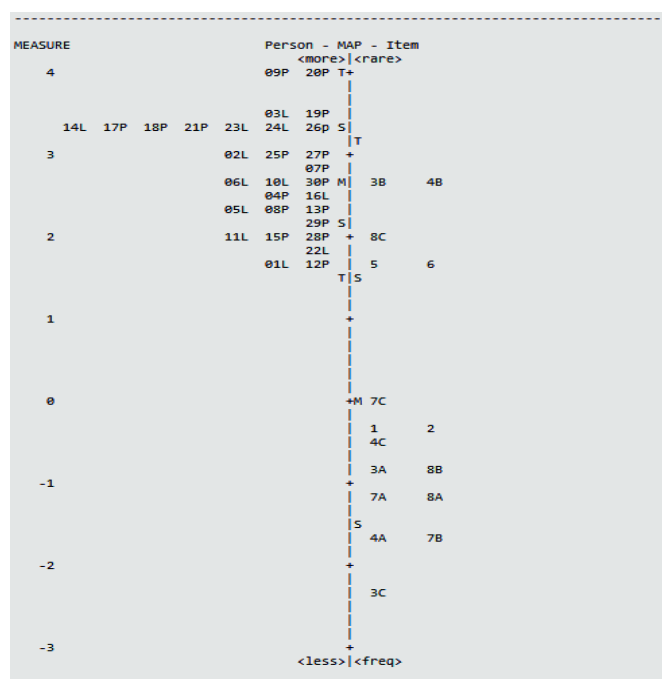 --------------------------------------------------------------------------------
MEASURE Person - MAP - Item
<more>|<rare>
4 09P 20P T+
|
|
03L 19P |
14L 17P 18P 21P 23L 24L 26p S|
|T
3 02L 25P 27P +
07P |
06L 10L 30P M| 3B 4B
04P 16L |
05L 08P 13P |
29P S|
2 11L 15P 28P + 8C
22L |
01L 12P | 5 6
T|S
|
|
1 +
|
|
|
|
|
0 +M 7C
|
| 1 2
| 4C
|
| 3A 8B
-1 +
| 7A 8A
|
|S
| 4A 7B
|
-2 +
|
| 3C
|
|
|
-3 +
<less>|<freq>